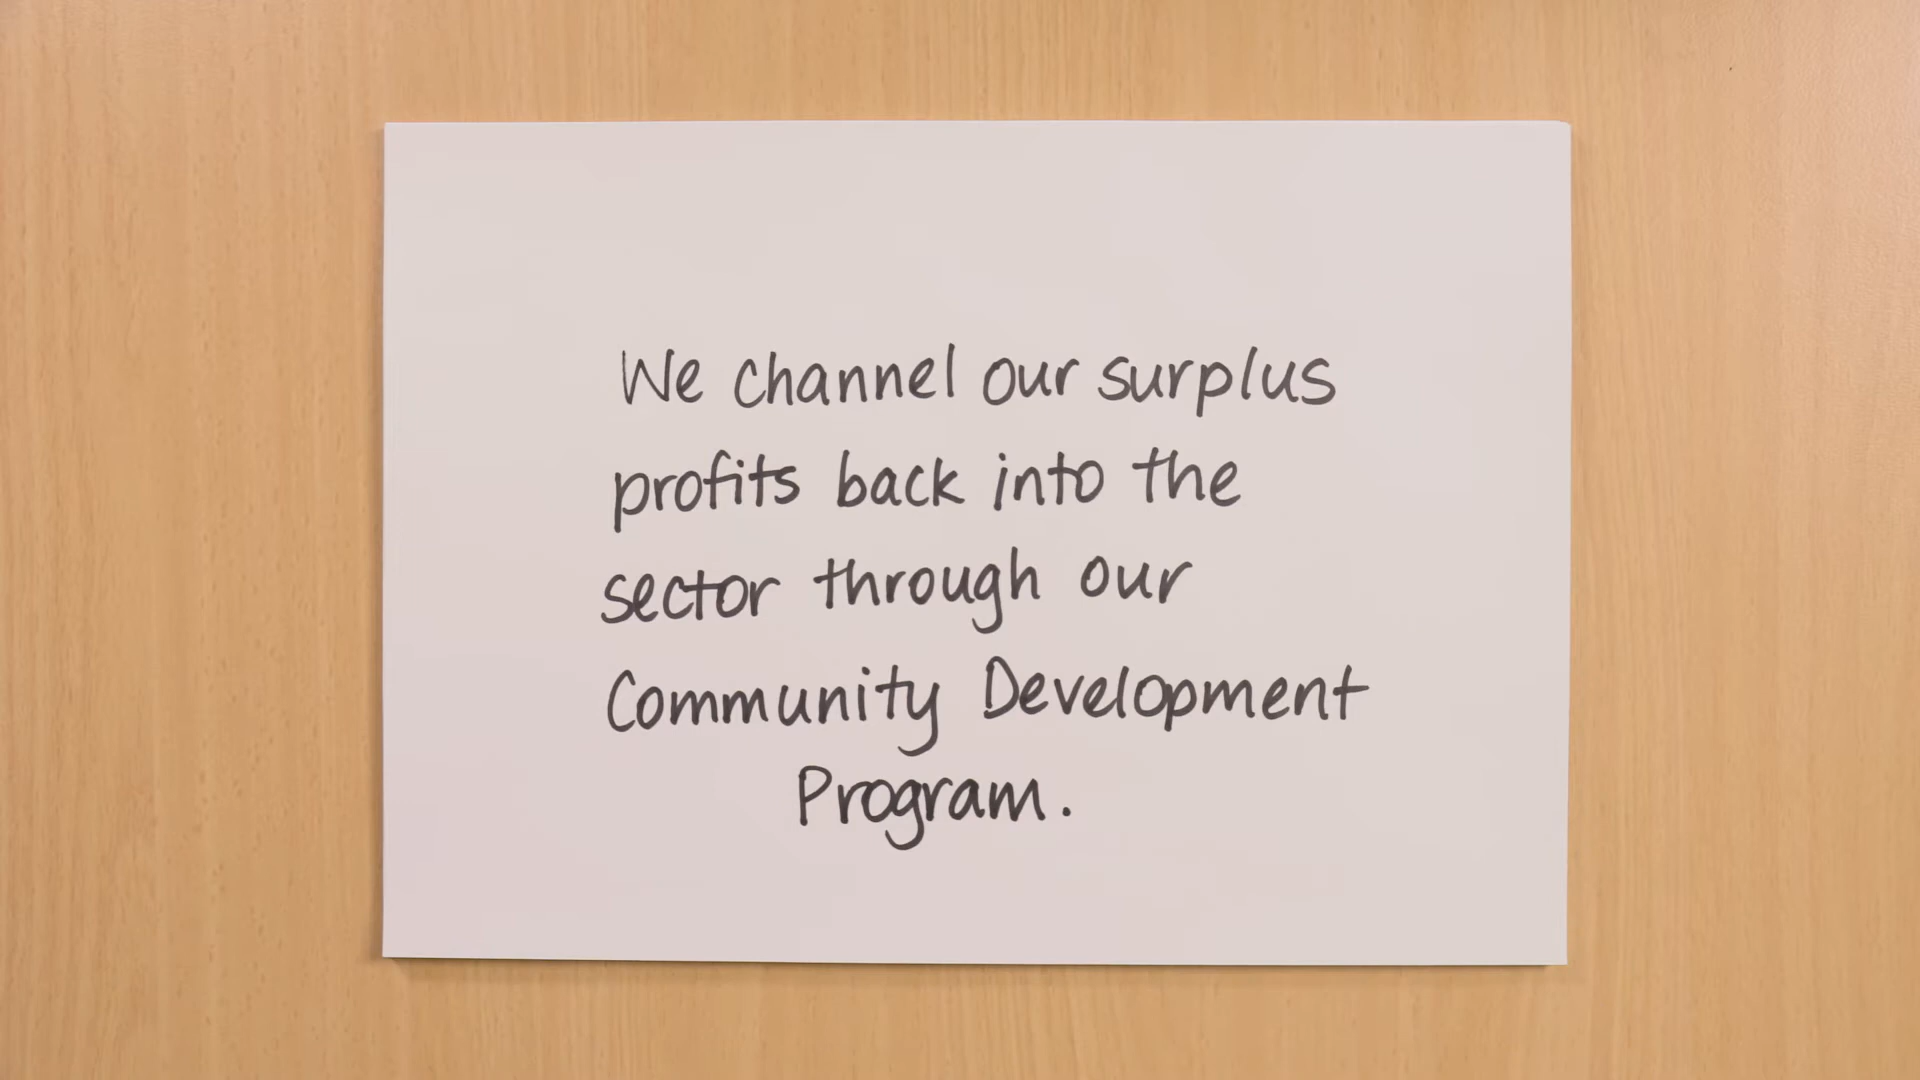 We channel our surplus
profits back into the
sector through our
Community Development
Program.